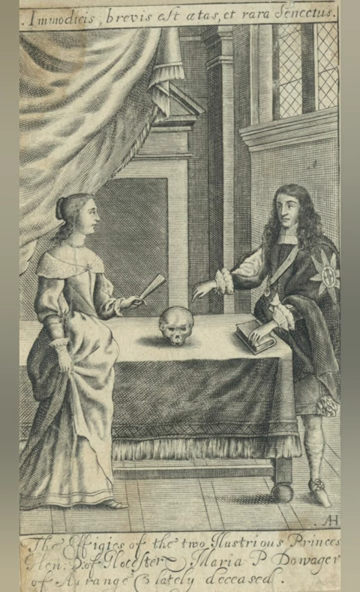 Immodicis, brevis est ætas, et rara Senectus.
AH
The Effigies of the two Illustrious Princes
Hen: D. of Glocester Maria P Dowager
of Aurange lately deceased.